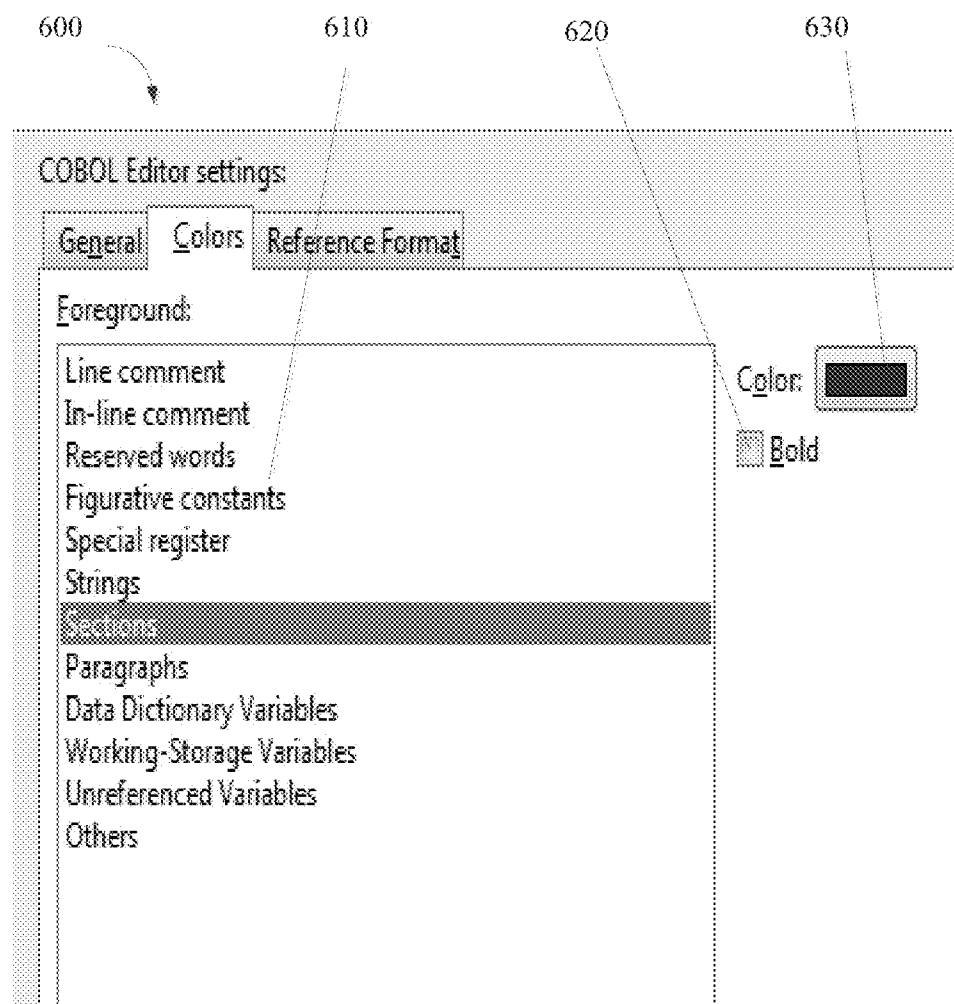 600 610 620 630
COBOL Editor settings:
General Colors Reference Format
Foreground:
Line comment
Color:
In-line comment
Bold
Reserved words
Figurative constants
Special register
Strings
Sections
Paragraphs
Data Dictionary Variables
Working-Storage Variables
Unreferenced Variables
Others